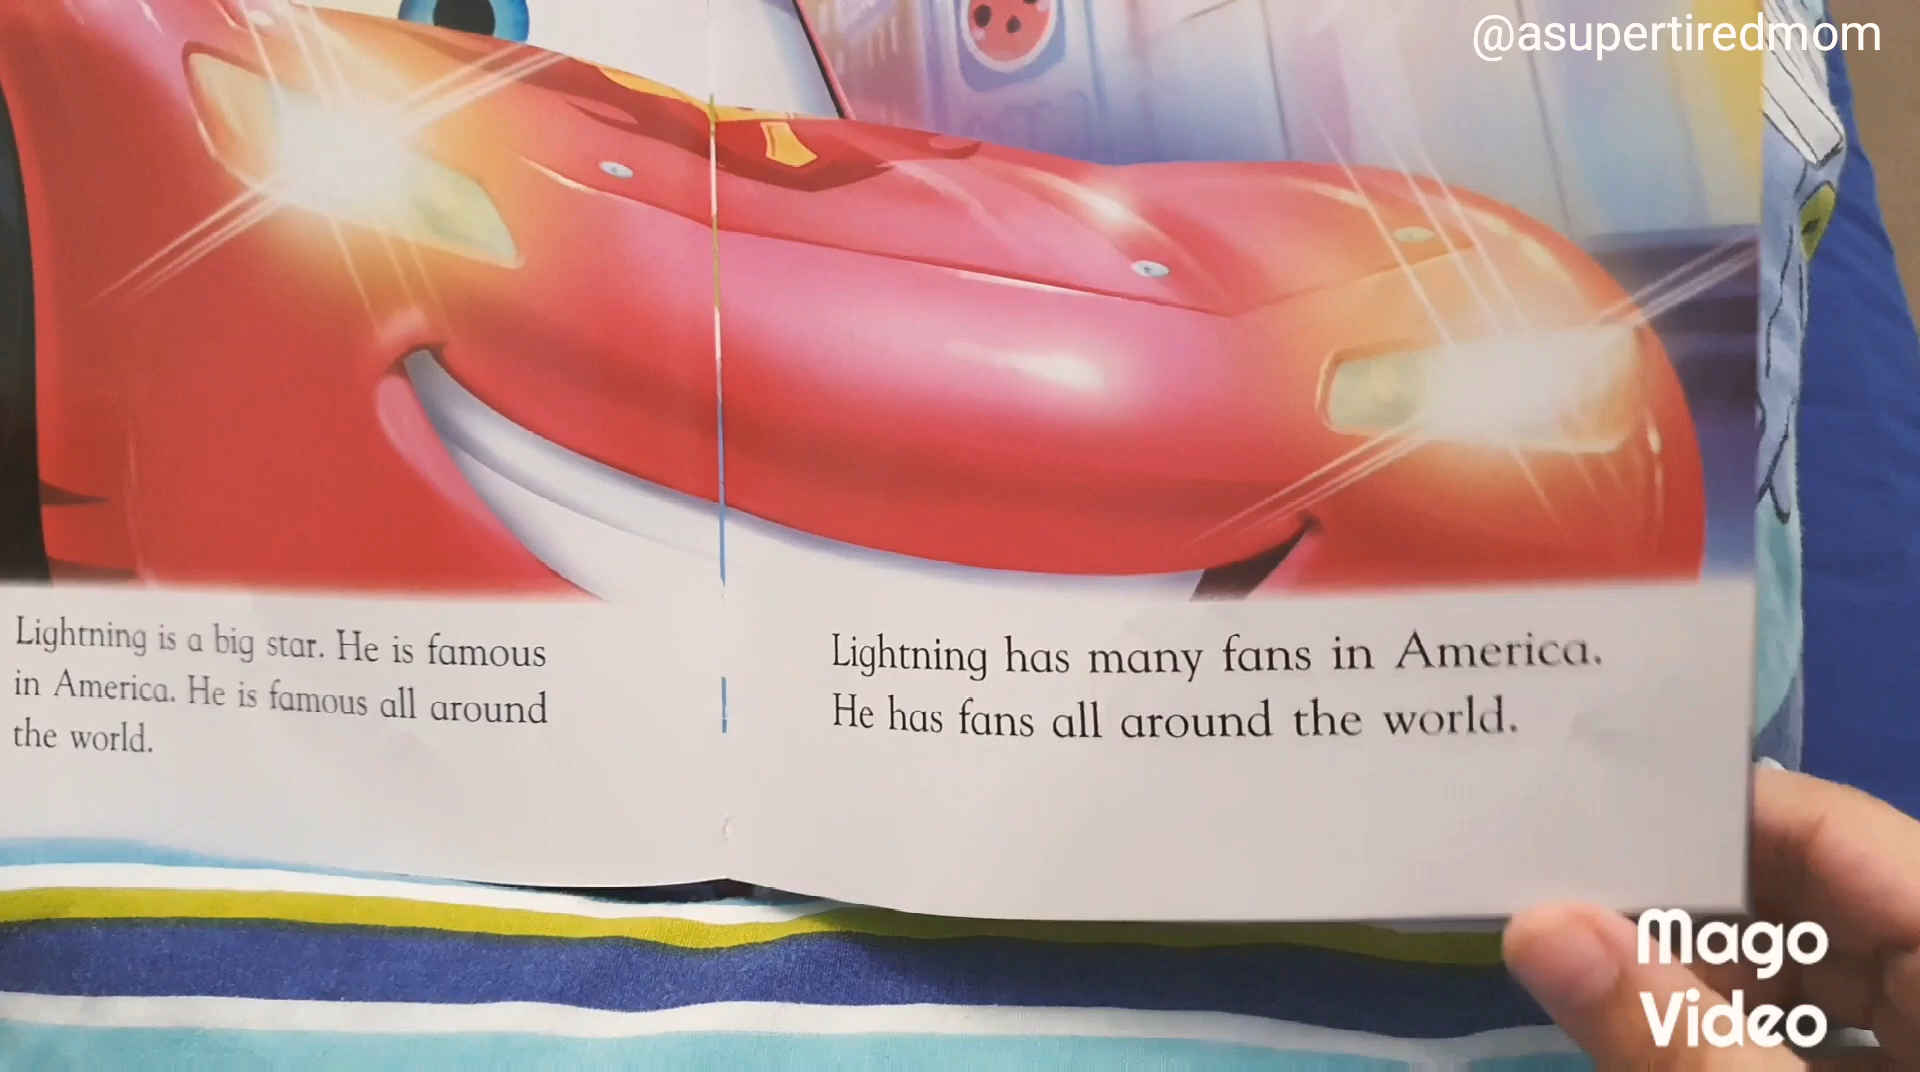 @asupertiredmom
Lightning is a big star. He is famous
in America. He is famous all around
the world.
Lightning has many fans in America.
He has fans all around the world.
Mago
Video